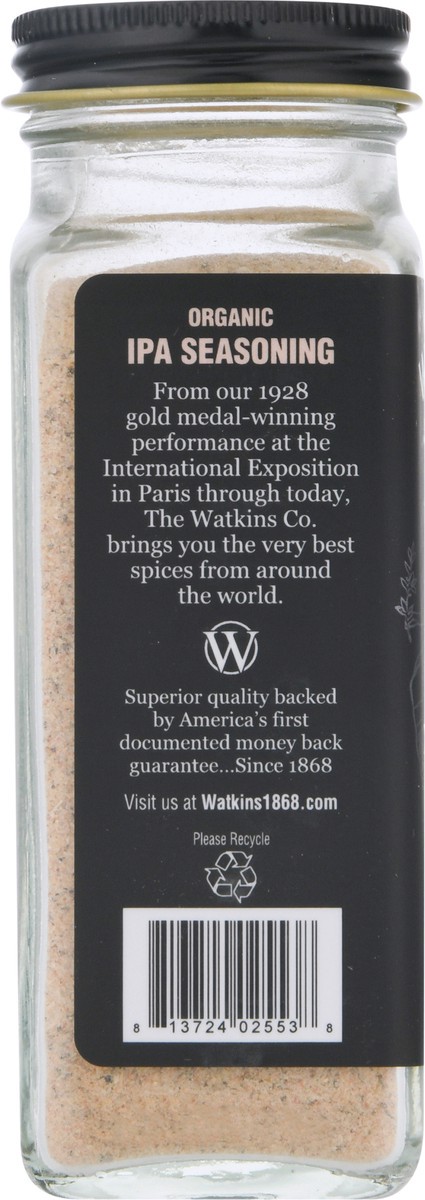 ORGANIC
IPA SEASONING
From our 1928
gold medal-winning
performance at the
International Exposition
in Paris through today,
The Watkins Co.
brings you the very best
spices from around
the world.
W
Superior quality backed
by America's first
documented money back
guarantee...Since 1868
Visit us at Watkins1868.com
Please Recycle
8 13724 02553 8